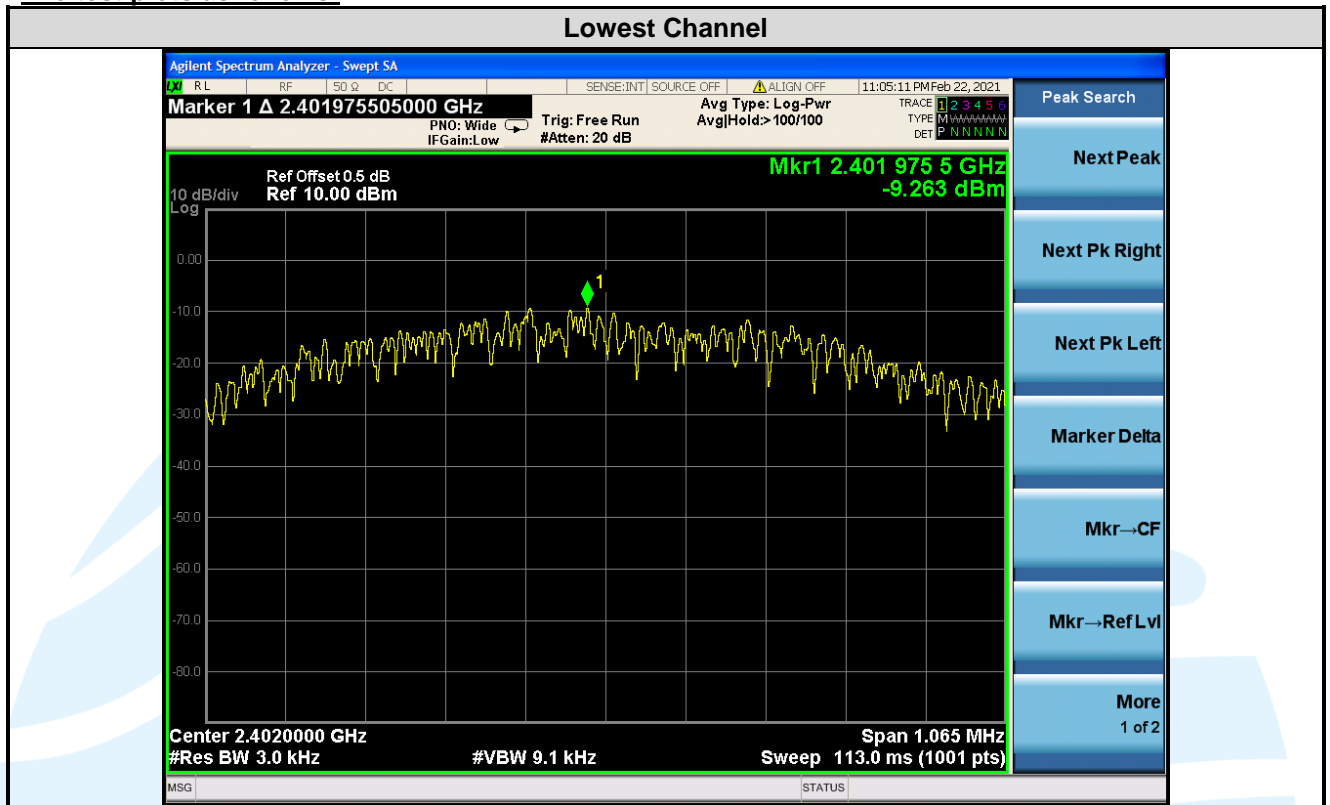 Lowest Channel
Agilent Spectrum Analyzer - Swept SA
LXI RL RF 50 Ω DC SENSE:INT SOURCE OFF ALIGN OFF 11:05:11 PM Feb 22, 2021
Marker 1 Δ 2.401975505000 GHz
PNO: Wide
IFGain:Low
Trig: Free Run
#Atten: 20 dB
Avg Type: Log-Pwr
Avg|Hold:> 100/100
TRACE 1 2 3 4 5 6
TYPE M
DET P N N N N N
Peak Search
Mkr1 2.401 975 5 GHz
-9.263 dBm
Ref Offset 0.5 dB
10 dB/div Ref 10.00 dBm
Log
0.00
-10.0
-20.0
-30.0
-40.0
-50.0
-60.0
-70.0
-80.0
1
Center 2.4020000 GHz Span 1.065 MHz
#Res BW 3.0 kHz #VBW 9.1 kHz Sweep 113.0 ms (1001 pts)
MSG STATUS
Next Peak
Next Pk Right
Next Pk Left
Marker Delta
Mkr→CF
Mkr→Ref Lvl
More
1 of 2